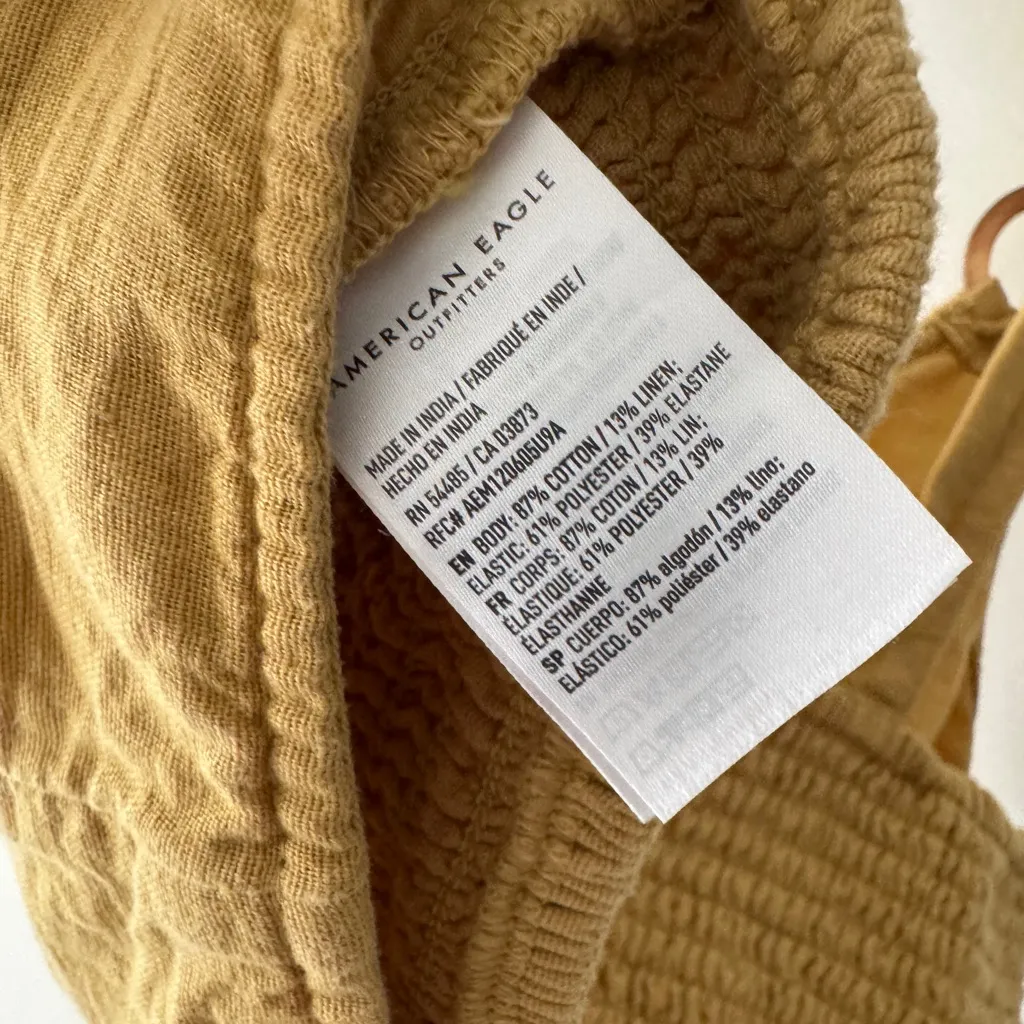 AMERICAN EAGLE
OUTFITTERS
MADE IN INDIA / FABRIQUÉ EN INDE /
HECHO EN INDIA
RN 54485 / CA 03873
RFC# AEM120605U9A
EN BODY: 87% COTTON / 13% LINEN;
ELASTIC: 61% POLYESTER / 39% ELASTANE
FR CORPS: 87% COTON / 13% LIN;
ÉLASTIQUE: 61% POLYESTER / 39%
ÉLASTHANNE
SP CUERPO: 87% algodón / 13% lino;
ELÁSTICO: 61% poliéster / 39% elastano